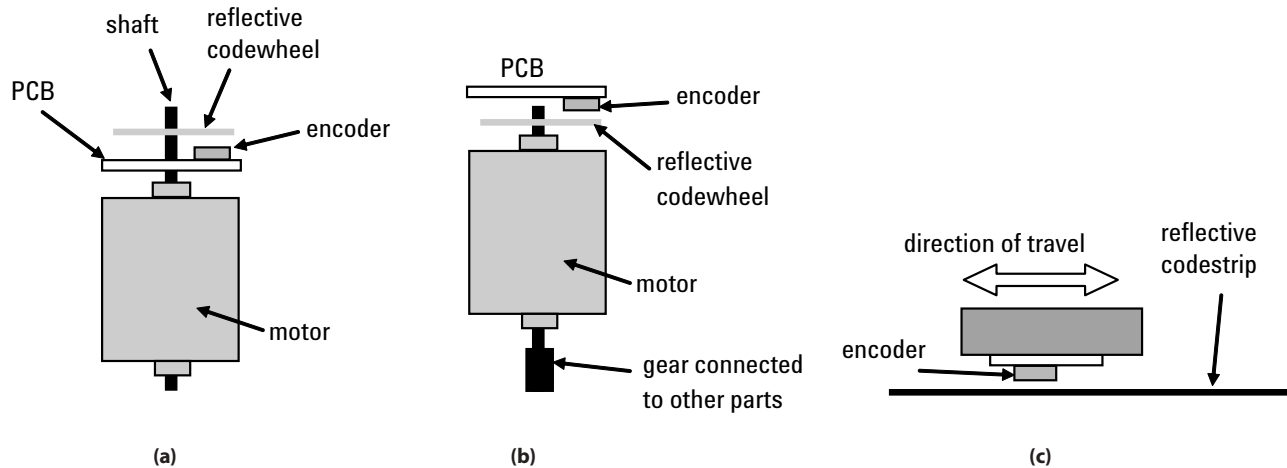 shaft
reflective
codewheel
PCB
encoder
motor
(a)
PCB
encoder
reflective
codewheel
motor
gear connected
to other parts
(b)
direction of travel
reflective
codestrip
encoder
(c)